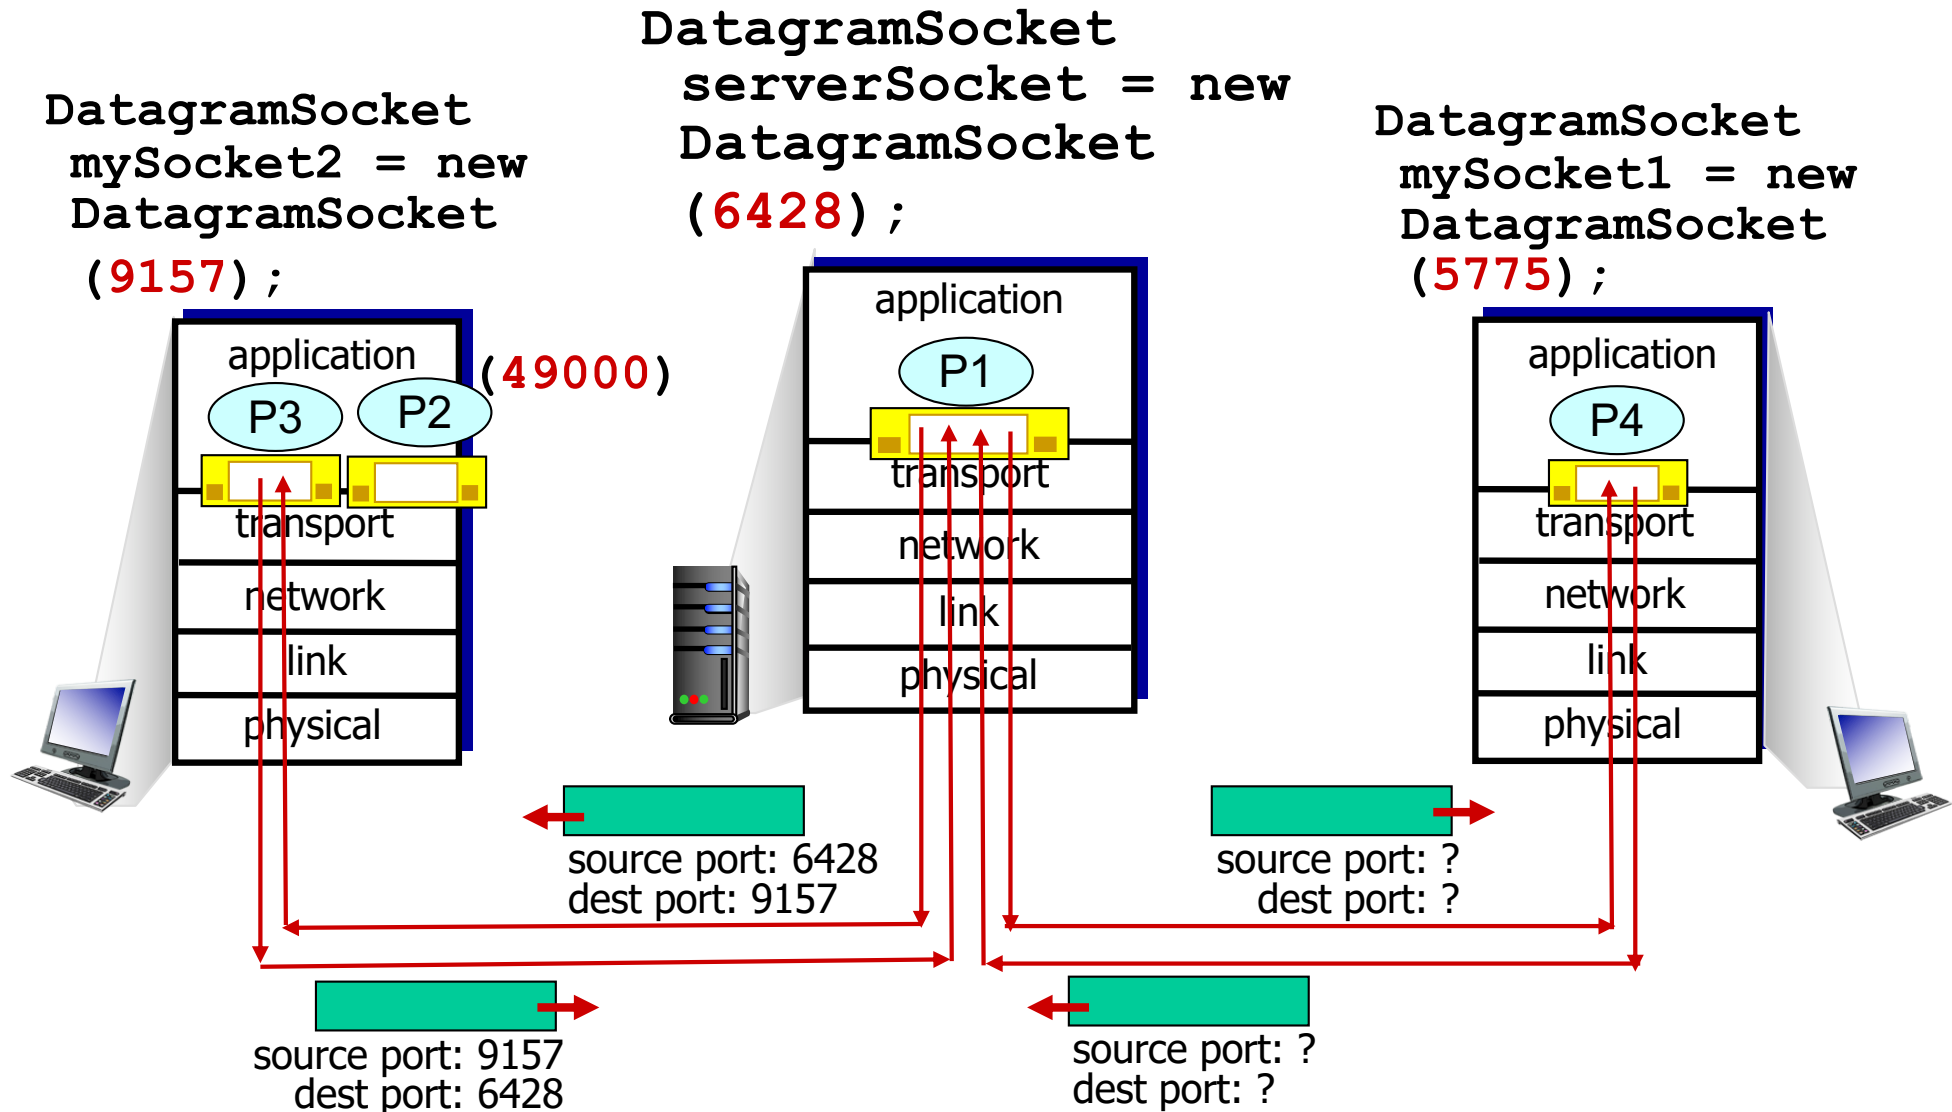 DatagramSocket
mySocket2 = new
DatagramSocket
(9157);
DatagramSocket
serverSocket = new
DatagramSocket
(6428);
DatagramSocket
mySocket1 = new
DatagramSocket
(5775);
application
P3
P2
(49000)
transport
network
link
physical
application
P1
transport
network
link
physical
application
P4
transport
network
link
physical
source port: 6428
dest port: 9157
source port: ?
dest port: ?
source port: 9157
dest port: 6428
source port: ?
dest port: ?